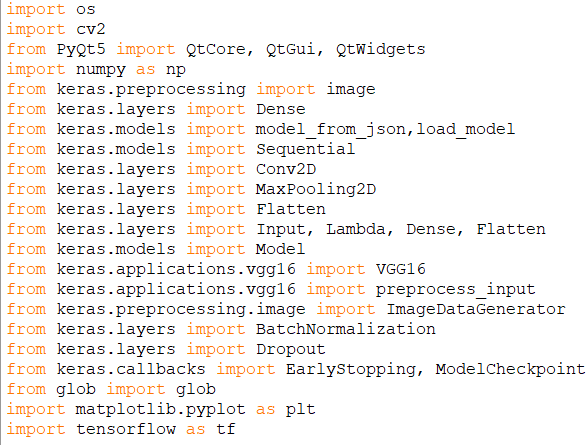 import os
import cv2
from PyQt5 import QtCore, QtGui, QtWidgets
import numpy as np
from keras.preprocessing import image
from keras.layers import Dense
from keras.models import model_from_json,load_model
from keras.models import Sequential
from keras.layers import Conv2D
from keras.layers import MaxPooling2D
from keras.layers import Flatten
from keras.layers import Input, Lambda, Dense, Flatten
from keras.models import Model
from keras.applications.vgg16 import VGG16
from keras.applications.vgg16 import preprocess_input
from keras.preprocessing.image import ImageDataGenerator
from keras.layers import BatchNormalization
from keras.layers import Dropout
from keras.callbacks import EarlyStopping, ModelCheckpoint
from glob import glob
import matplotlib.pyplot as plt
import tensorflow as tf